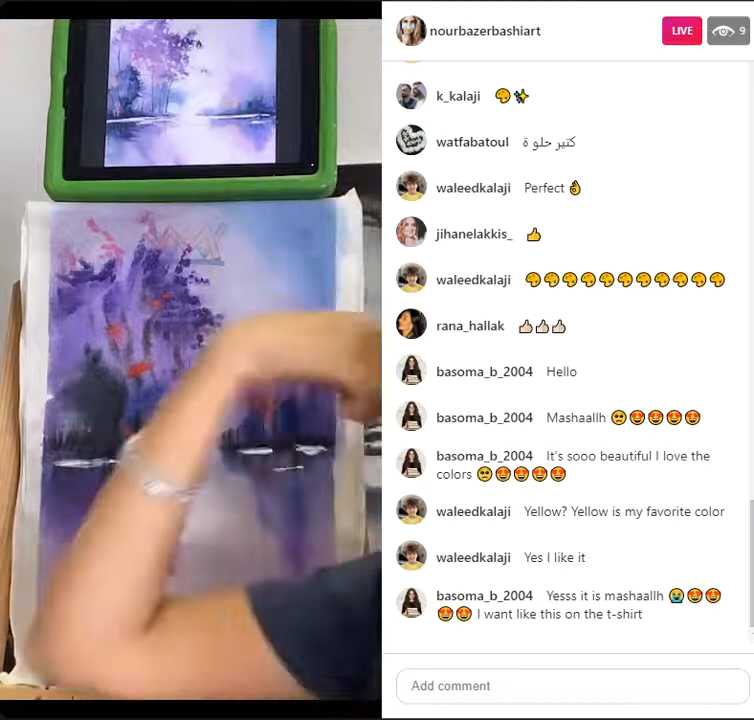 nourbazerbashiart
LIVE
9
k_kalaji 🎨✨
watfabatoul كتير حلو ة
waleedkalaji Perfect 👌
jihanelakkis_ 👍
waleedkalaji 🎨🎨🎨🎨🎨🎨🎨🎨🎨🎨🎨
rana_hallak 👍🏻👍🏻👍🏻
basoma_b_2004 Hello
basoma_b_2004 Mashaallh 🥺😍😍😍😍
basoma_b_2004 It's sooo beautiful I love the
colors 🥺😍😍😍😍
waleedkalaji Yellow? Yellow is my favorite color
waleedkalaji Yes I like it
basoma_b_2004 Yesss it is mashaallh 😭😍😍
😍😍 I want like this on the t-shirt
Add comment